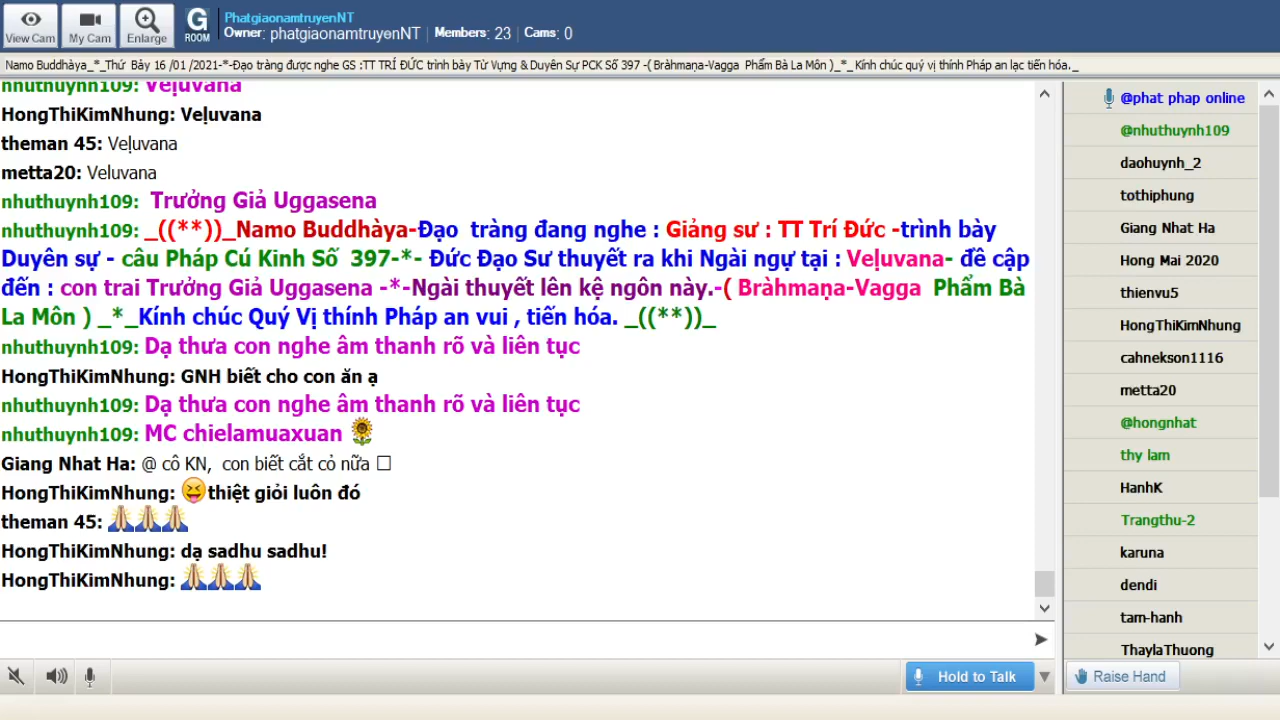 View Cam
My Cam
Enlarge
G ROOM
PhatgiaonamtruyenNT
Owner: phatgiaonamtruyenNT | Members: 23 | Cams: 0
Namo Buddhàya_*_Thứ Bảy 16 /01 /2021-*-Đạo tràng được nghe GS :TT TRÍ ĐỨC trình bày Từ Vựng & Duyên Sự PCK Số 397 -( Bràhmaṇa-Vagga Phẩm Bà La Môn )_*_ Kính chúc quý vị thính Pháp an lạc tiến hóa._
nhuthuynh109: Veḷuvana
HongThiKimNhung: Veḷuvana
theman 45: Veḷuvana
metta20: Veluvana
nhuthuynh109: Trưởng Giả Uggasena
nhuthuynh109: _((**))_Namo Buddhàya-Đạo tràng đang nghe : Giảng sư : TT Trí Đức -trình bày
Duyên sự - câu Pháp Cú Kinh Số 397-*- Đức Đạo Sư thuyết ra khi Ngài ngự tại : Veḷuvana- đề cập
đến : con trai Trưởng Giả Uggasena -*-Ngài thuyết lên kệ ngôn này.-( Bràhmaṇa-Vagga Phẩm Bà
La Môn ) _*_Kính chúc Quý Vị thính Pháp an vui , tiến hóa. _((**))_
nhuthuynh109: Dạ thưa con nghe âm thanh rõ và liên tục
HongThiKimNhung: GNH biết cho con ăn ạ
nhuthuynh109: Dạ thưa con nghe âm thanh rõ và liên tục
nhuthuynh109: MC chielamuaxuan 🌻
Giang Nhat Ha: @ cô KN, con biết cắt cỏ nữa □
HongThiKimNhung: 😝thiệt giỏi luôn đó
theman 45: 🙏🙏🙏
HongThiKimNhung: dạ sadhu sadhu!
HongThiKimNhung: 🙏🙏🙏
Hold to Talk
@phat phap online
@nhuthuynh109
daohuynh_2
tothiphung
Giang Nhat Ha
Hong Mai 2020
thienvu5
HongThiKimNhung
cahnekson1116
metta20
@hongnhat
thy lam
HanhK
Trangthu-2
karuna
dendi
tam-hanh
ThaylaThuong
Raise Hand